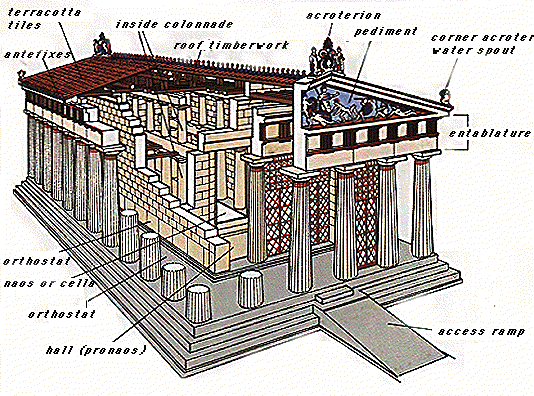 terracotta
tiles
inside colonnade
acroterion
pediment
corner acroter
water spout
antefixes
roof timberwork
entablature
orthostat
naos or cella
orthostat
hall (pronaos)
access ramp